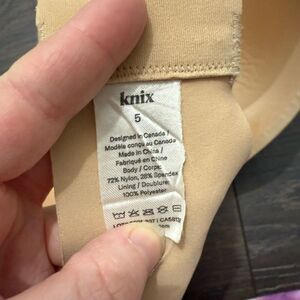 knix
5
Designed in Canada /
Modèle conçu au Canada
Made in China /
Fabriqué en Chine
Body / Corps:
72% Nylon, 28% Spandex
Lining / Doublure:
100% Polyester
CA5813